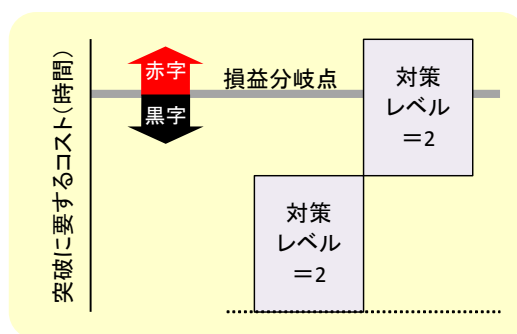 突破に要するコスト(時間)
赤字
黒字
損益分岐点
対策
レベル
＝2
対策
レベル
＝2